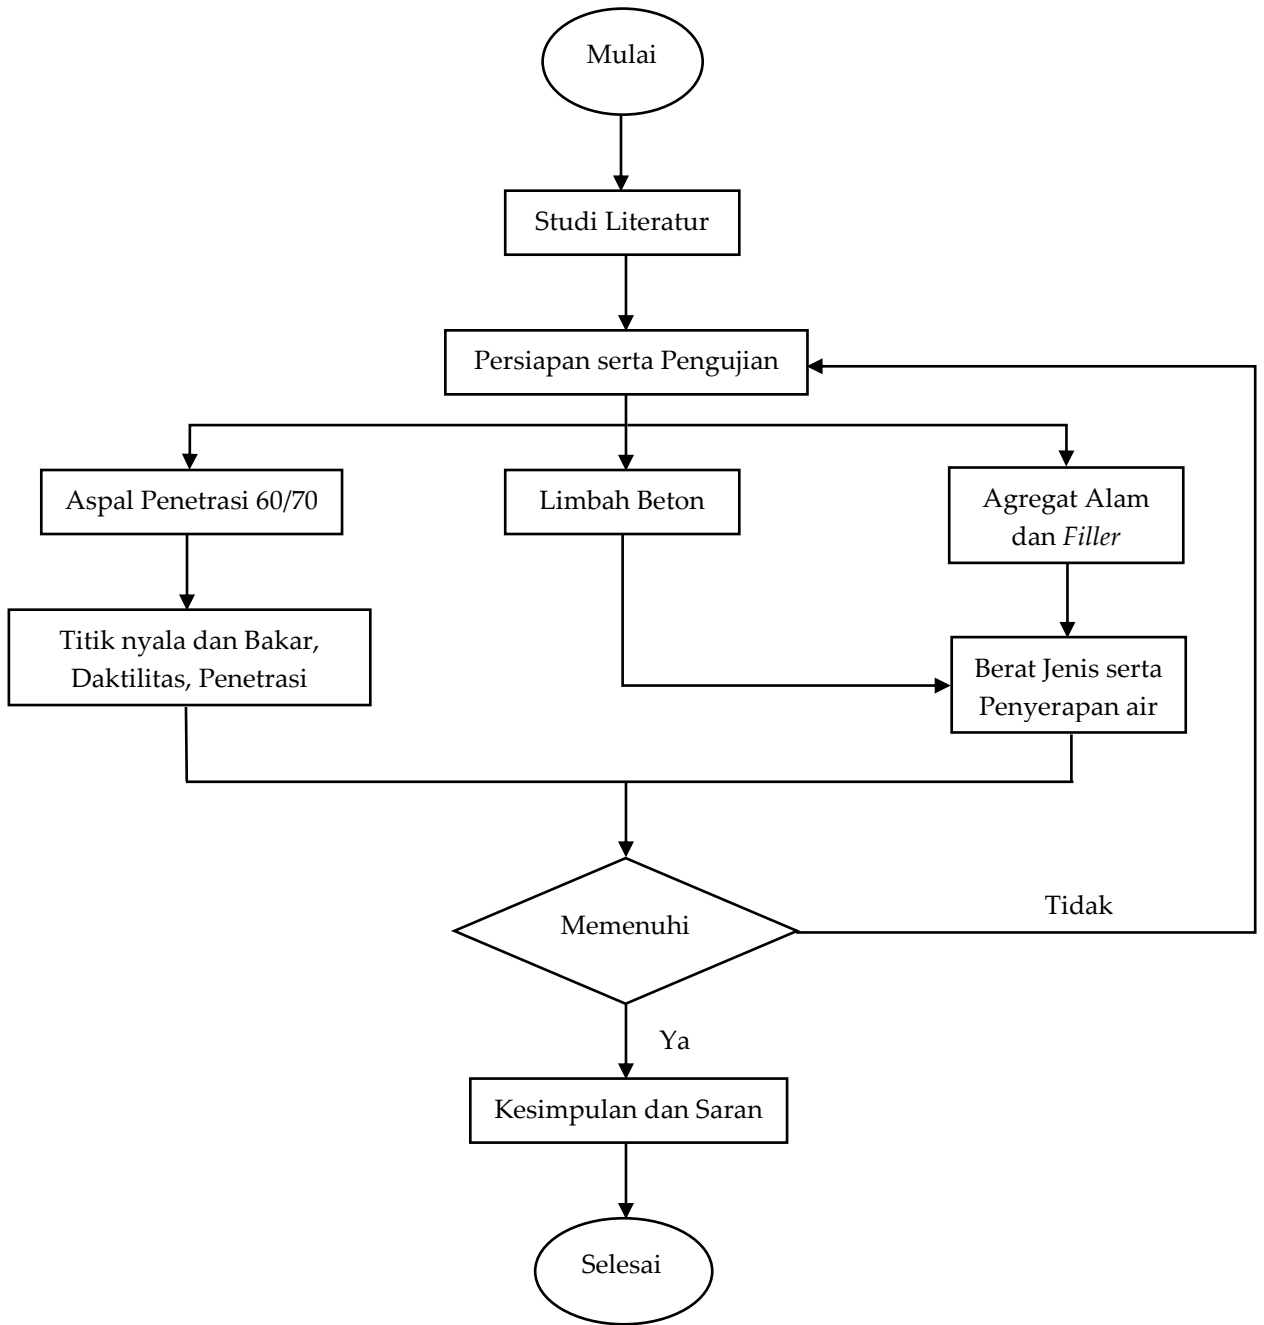 Mulai
Studi Literatur
Persiapan serta Pengujian
Aspal Penetrasi 60/70
Limbah Beton
Agregat Alam
dan Filler
Titik nyala dan Bakar,
Daktilitas, Penetrasi
Berat Jenis serta
Penyerapan air
Memenuhi
Tidak
Ya
Kesimpulan dan Saran
Selesai